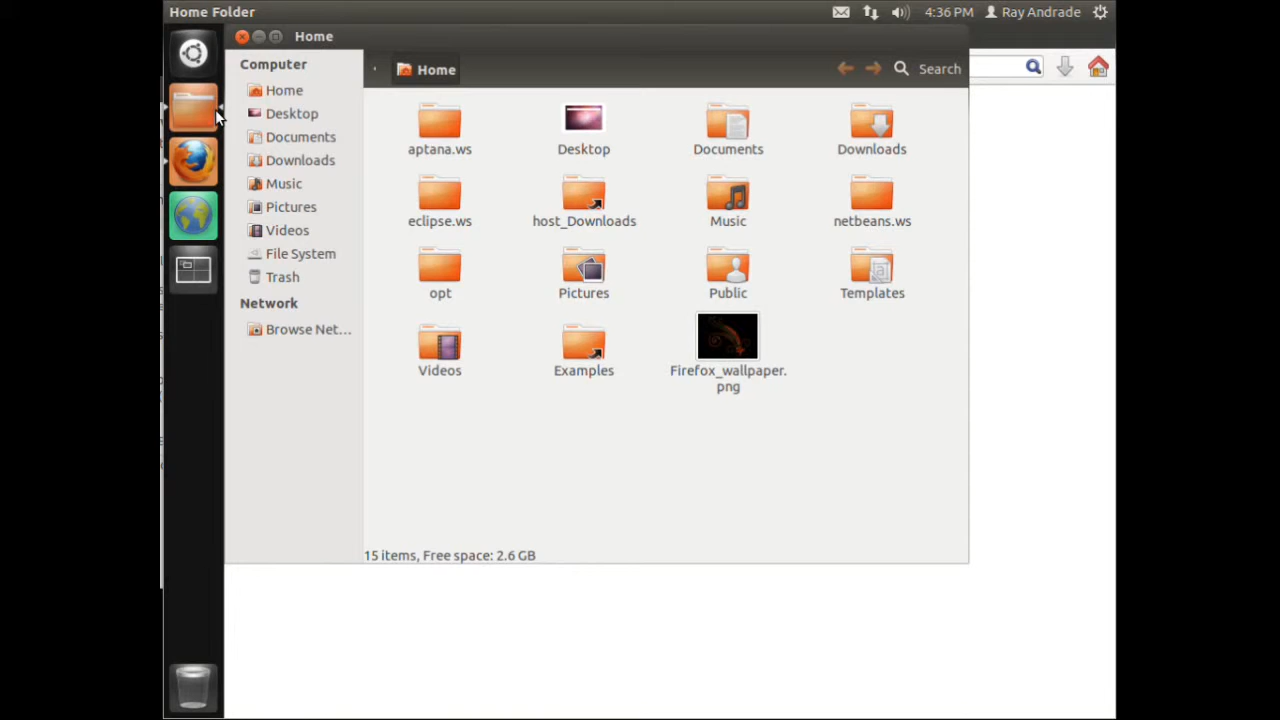 Home Folder
4:36 PM Ray Andrade
Home
Computer
Home
Desktop
Documents
Downloads
Music
Pictures
Videos
File System
Trash
Network
Browse Net...
Home
Search
aptana.ws Desktop Documents Downloads
eclipse.ws host_Downloads Music netbeans.ws
opt Pictures Public Templates
Videos Examples Firefox_wallpaper.
png
15 items, Free space: 2.6 GB